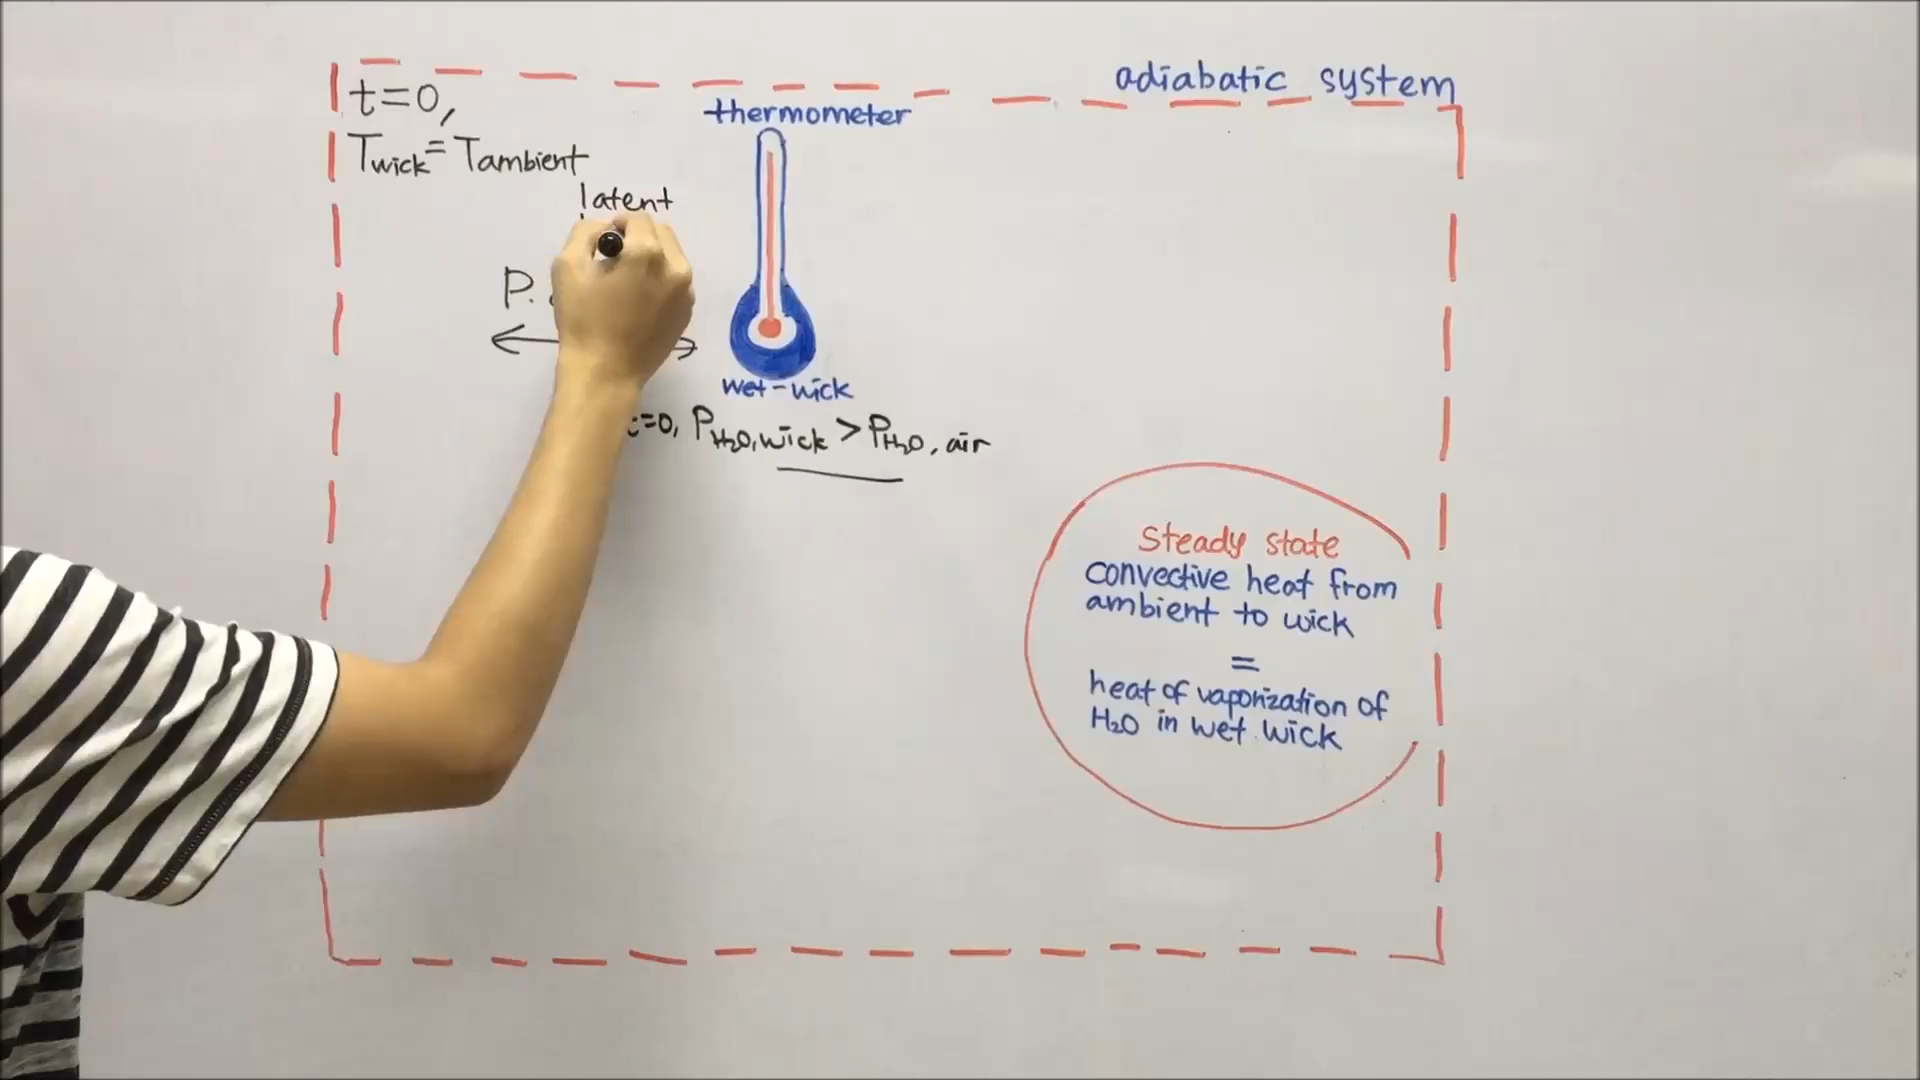 adiabatic system
t=0,
Twick = Tambient
thermometer
latent
P.
wet-wick
t=0, PH₂O,wick > PH₂O, air
Steady state
convective heat from
ambient to wick
=
heat of vaporization of
H₂O in wet wick